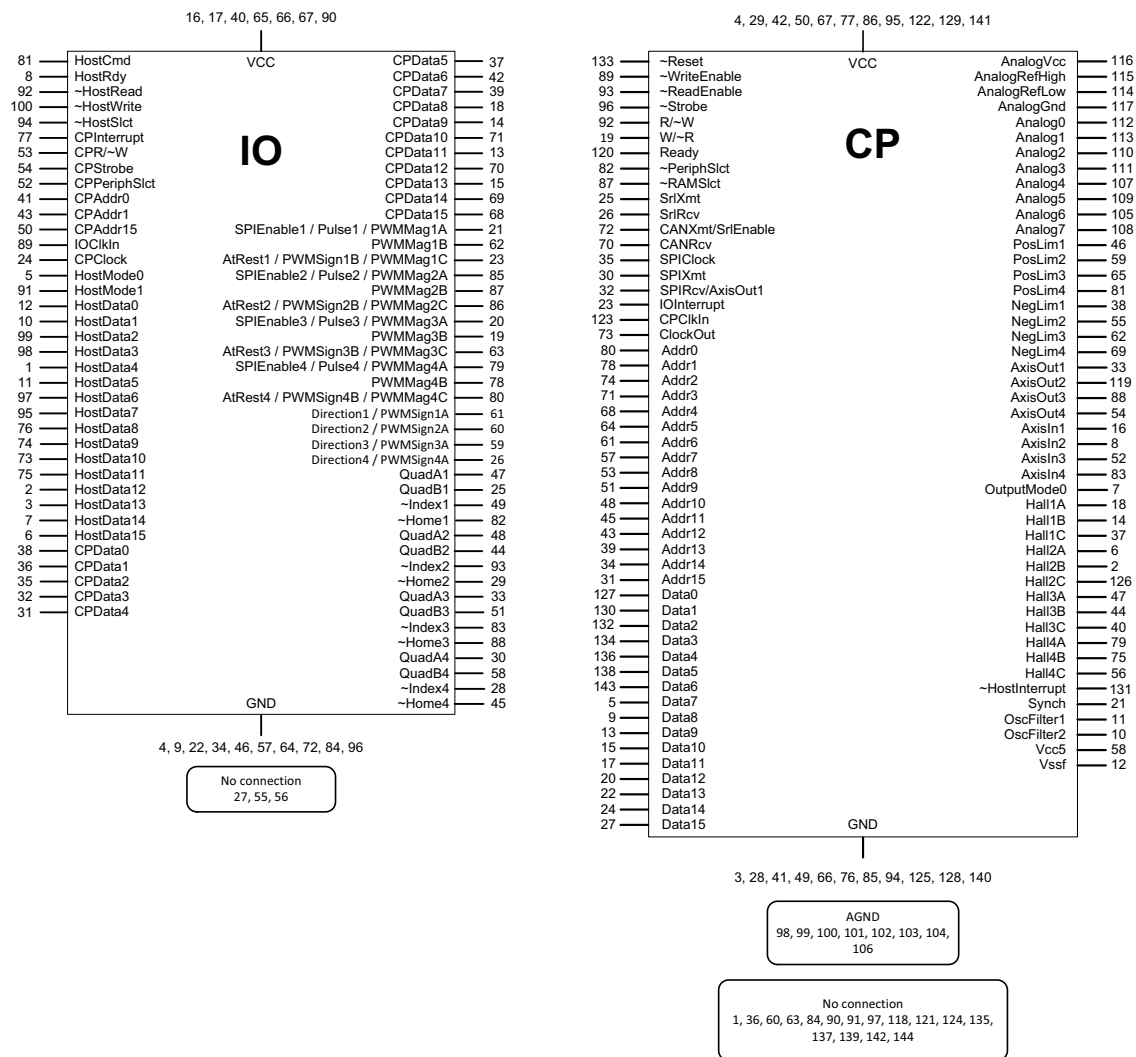 16, 17, 40, 65, 66, 67, 90
VCC
IO
81 HostCmd
8 HostRdy
92 ~HostRead
100 ~HostWrite
94 ~HostSlct
77 CPInterrupt
53 CPR/~W
54 CPStrobe
52 CPPeriphSlct
41 CPAddr0
43 CPAddr1
50 CPAddr15
89 IOClkIn
24 CPClock
5 HostMode0
91 HostMode1
12 HostData0
10 HostData1
99 HostData2
98 HostData3
1 HostData4
11 HostData5
97 HostData6
95 HostData7
76 HostData8
74 HostData9
73 HostData10
75 HostData11
2 HostData12
3 HostData13
7 HostData14
6 HostData15
38 CPData0
36 CPData1
35 CPData2
32 CPData3
31 CPData4
CPData5 37
CPData6 42
CPData7 39
CPData8 18
CPData9 14
CPData10 71
CPData11 13
CPData12 70
CPData13 15
CPData14 69
CPData15 68
SPIEnable1 / Pulse1 / PWMMag1A 21
PWMMag1B 62
AtRest1 / PWMSign1B / PWMMag1C 23
SPIEnable2 / Pulse2 / PWMMag2A 85
PWMMag2B 87
AtRest2 / PWMSign2B / PWMMag2C 86
SPIEnable3 / Pulse3 / PWMMag3A 20
PWMMag3B 19
AtRest3 / PWMSign3B / PWMMag3C 63
SPIEnable4 / Pulse4 / PWMMag4A 79
PWMMag4B 78
AtRest4 / PWMSign4B / PWMMag4C 80
Direction1 / PWMSign1A 61
Direction2 / PWMSign2A 60
Direction3 / PWMSign3A 59
Direction4 / PWMSign4A 26
QuadA1 47
QuadB1 25
~Index1 49
~Home1 82
QuadA2 48
QuadB2 44
~Index2 93
~Home2 29
QuadA3 33
QuadB3 51
~Index3 83
~Home3 88
QuadA4 30
QuadB4 58
~Index4 28
~Home4 45
GND
4, 9, 22, 34, 46, 57, 64, 72, 84, 96
No connection
27, 55, 56
4, 29, 42, 50, 67, 77, 86, 95, 122, 129, 141
VCC
CP
133 ~Reset
89 ~WriteEnable
93 ~ReadEnable
96 ~Strobe
92 R/~W
19 W/~R
120 Ready
82 ~PeriphSlct
87 ~RAMSlct
25 SrlXmt
26 SrlRcv
72 CANXmt/SrlEnable
70 CANRcv
35 SPIClock
30 SPIXmt
32 SPIRcv/AxisOut1
23 IOInterrupt
123 CPClkIn
73 ClockOut
80 Addr0
78 Addr1
74 Addr2
71 Addr3
68 Addr4
64 Addr5
61 Addr6
57 Addr7
53 Addr8
51 Addr9
48 Addr10
45 Addr11
43 Addr12
39 Addr13
34 Addr14
31 Addr15
127 Data0
130 Data1
132 Data2
134 Data3
136 Data4
138 Data5
143 Data6
5 Data7
9 Data8
13 Data9
15 Data10
17 Data11
20 Data12
22 Data13
24 Data14
27 Data15
AnalogVcc 116
AnalogRefHigh 115
AnalogRefLow 114
AnalogGnd 117
Analog0 112
Analog1 113
Analog2 110
Analog3 111
Analog4 107
Analog5 109
Analog6 105
Analog7 108
PosLim1 46
PosLim2 59
PosLim3 65
PosLim4 81
NegLim1 38
NegLim2 55
NegLim3 62
NegLim4 69
AxisOut1 33
AxisOut2 119
AxisOut3 88
AxisOut4 54
AxisIn1 16
AxisIn2 8
AxisIn3 52
AxisIn4 83
OutputMode0 7
Hall1A 18
Hall1B 14
Hall1C 37
Hall2A 6
Hall2B 2
Hall2C 126
Hall3A 47
Hall3B 44
Hall3C 40
Hall4A 79
Hall4B 75
Hall4C 56
~HostInterrupt 131
Synch 21
OscFilter1 11
OscFilter2 10
Vcc5 58
Vssf 12
GND
3, 28, 41, 49, 66, 76, 85, 94, 125, 128, 140
AGND
98, 99, 100, 101, 102, 103, 104,
106
No connection
1, 36, 60, 63, 84, 90, 91, 97, 118, 121, 124, 135,
137, 139, 142, 144